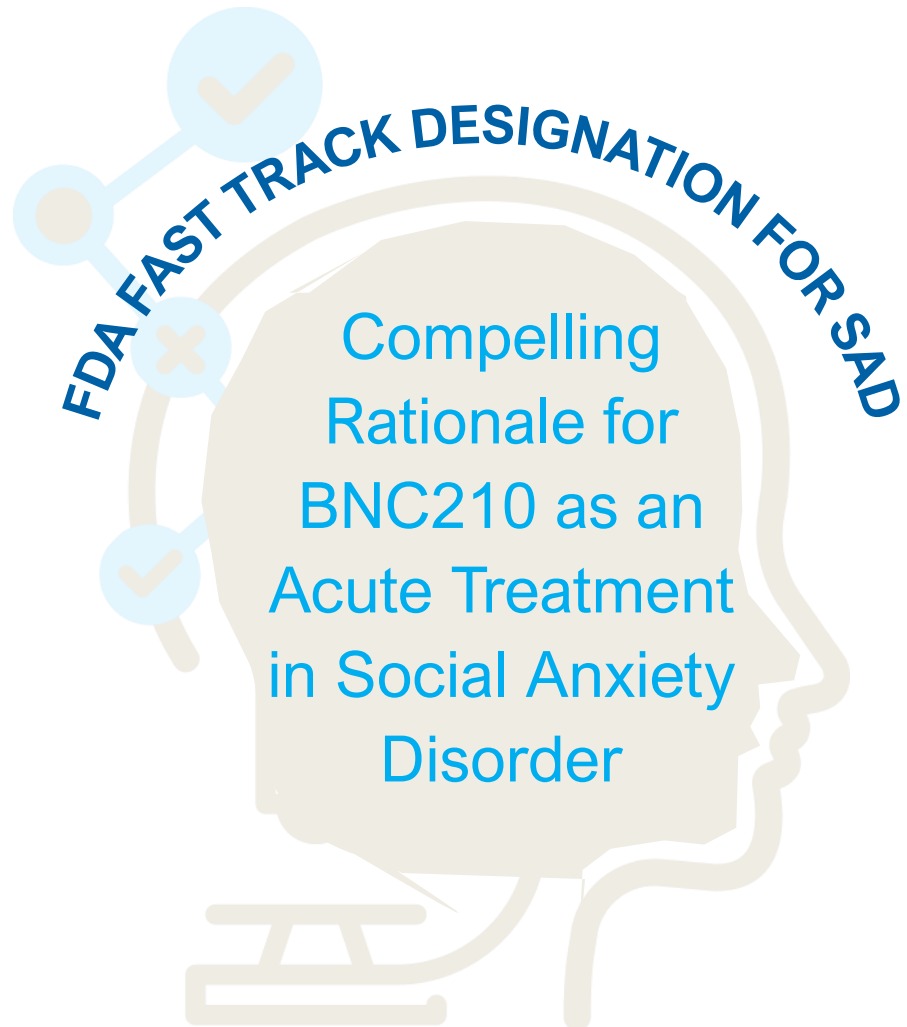 FDA FAST TRACK DESIGNATION FOR SAD
Compelling
Rationale for
BNC210 as an
Acute Treatment
in Social Anxiety
Disorder